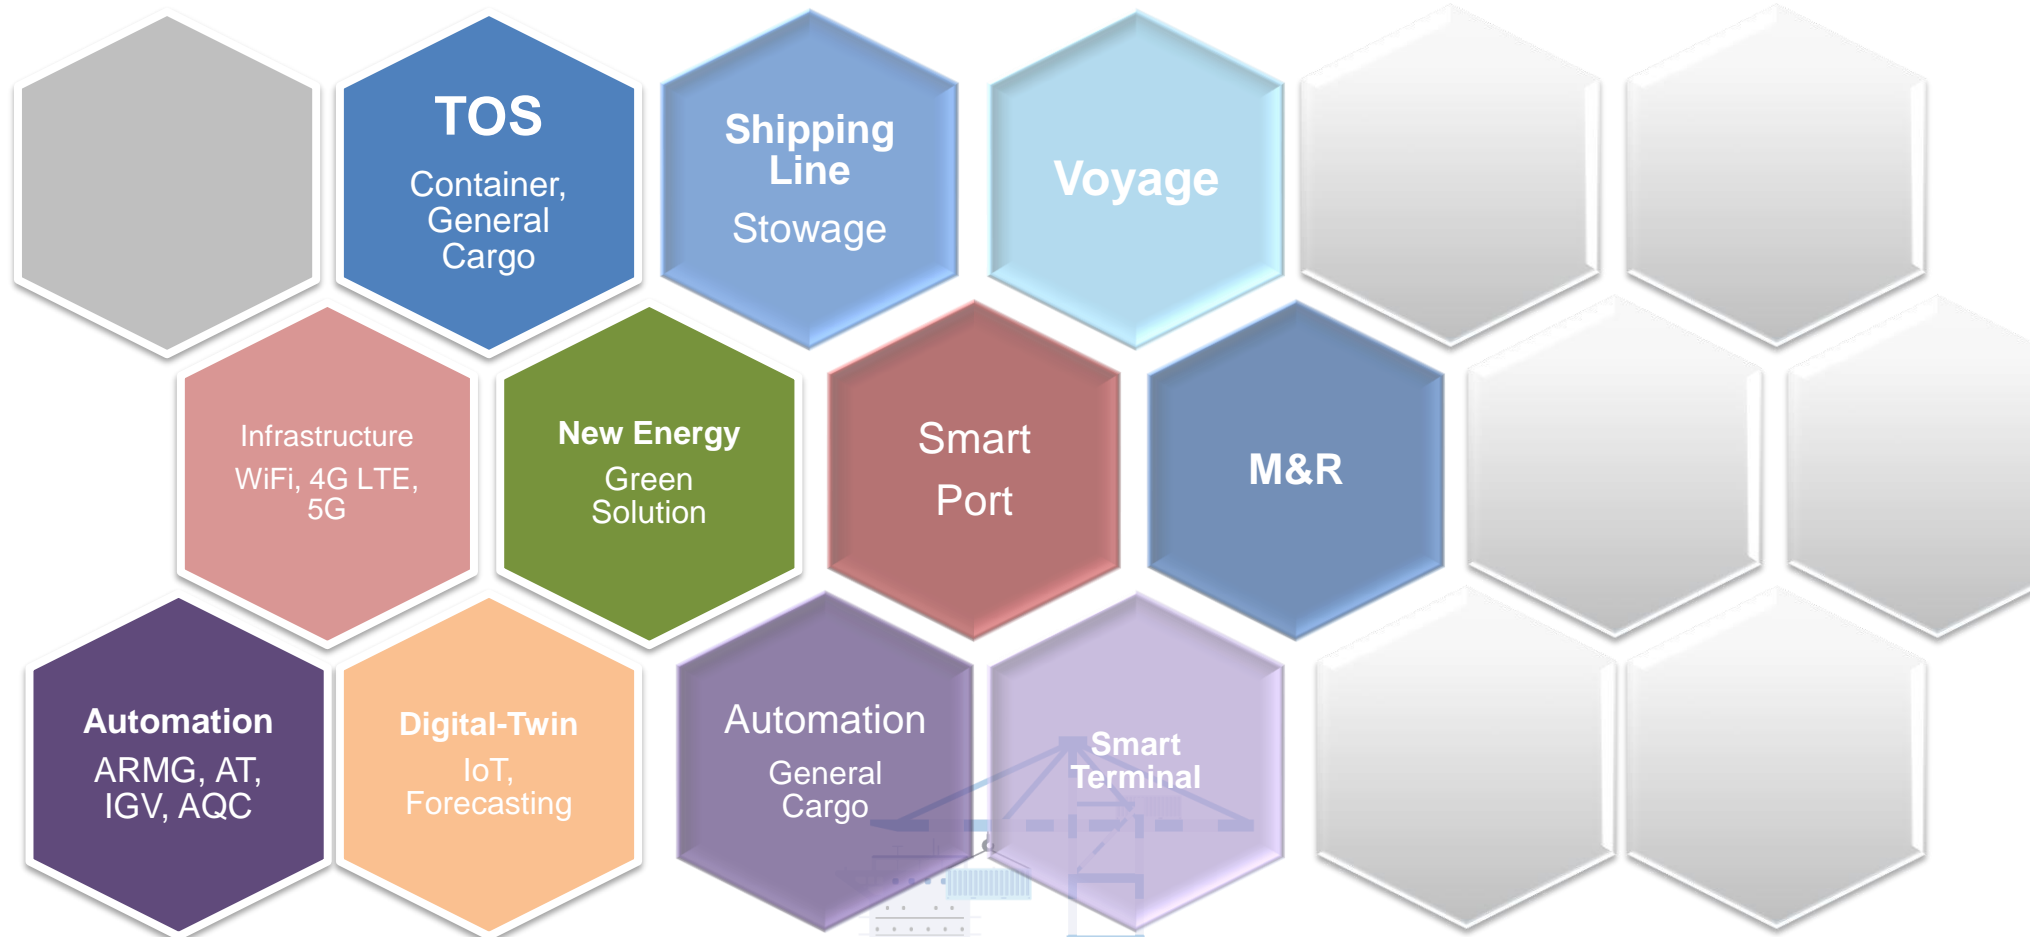 TOS
Container,
General
Cargo
Shipping
Line
Stowage
Voyage
Infrastructure
WiFi, 4G LTE,
5G
New Energy
Green
Solution
Smart
Port
M&R
Automation
ARMG, AT,
IGV, AQC
Digital-Twin
IoT,
Forecasting
Automation
General
Cargo
Smart
Terminal